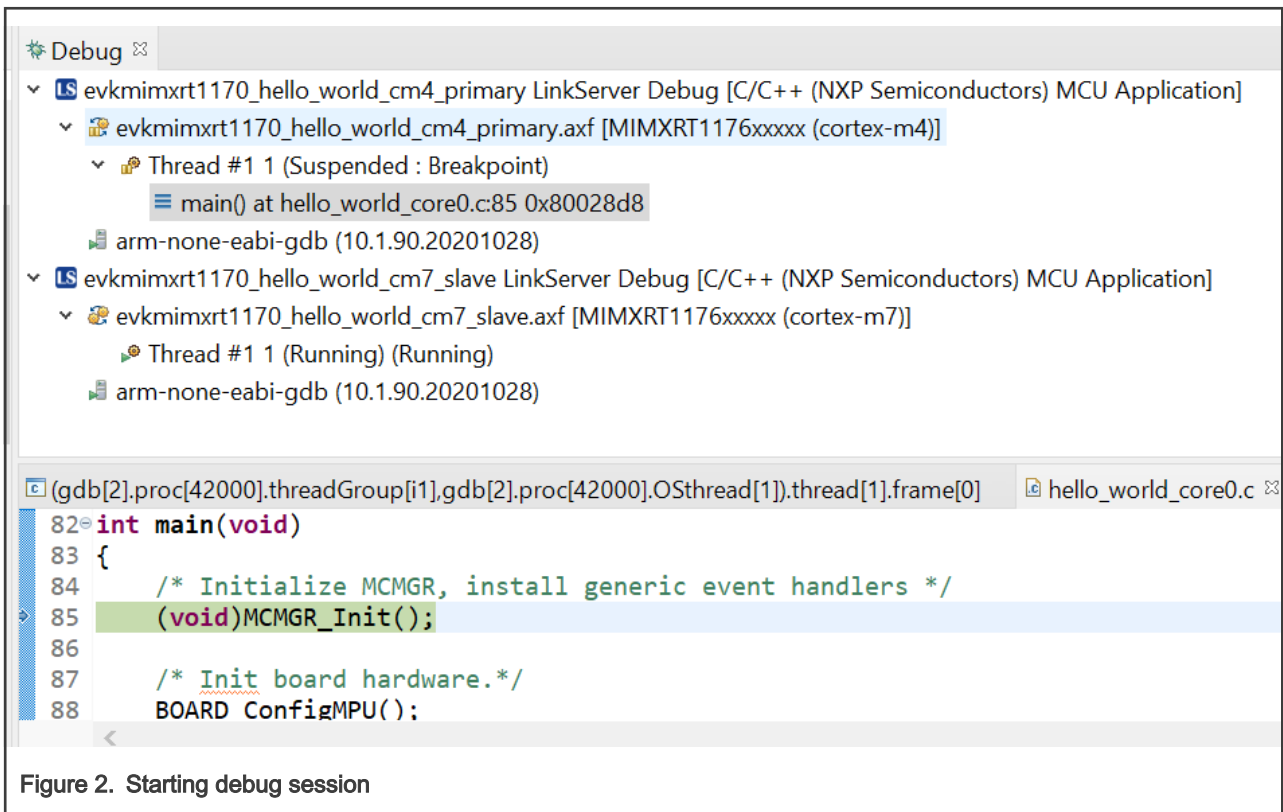 Debug
LS evkmimxrt1170_hello_world_cm4_primary LinkServer Debug [C/C++ (NXP Semiconductors) MCU Application]
evkmimxrt1170_hello_world_cm4_primary.axf [MIMXRT1176xxxxx (cortex-m4)]
Thread #1 1 (Suspended : Breakpoint)
main() at hello_world_core0.c:85 0x80028d8
arm-none-eabi-gdb (10.1.90.20201028)
LS evkmimxrt1170_hello_world_cm7_slave LinkServer Debug [C/C++ (NXP Semiconductors) MCU Application]
evkmimxrt1170_hello_world_cm7_slave.axf [MIMXRT1176xxxxx (cortex-m7)]
Thread #1 1 (Running) (Running)
arm-none-eabi-gdb (10.1.90.20201028)
c (gdb[2].proc[42000].threadGroup[i1],gdb[2].proc[42000].OSthread[1]).thread[1].frame[0] c hello_world_core0.c
82 int main(void)
83 {
84 /* Initialize MCMGR, install generic event handlers */
85 (void)MCMGR_Init();
86
87 /* Init board hardware.*/
88 BOARD_ConfigMPU();
Figure 2. Starting debug session